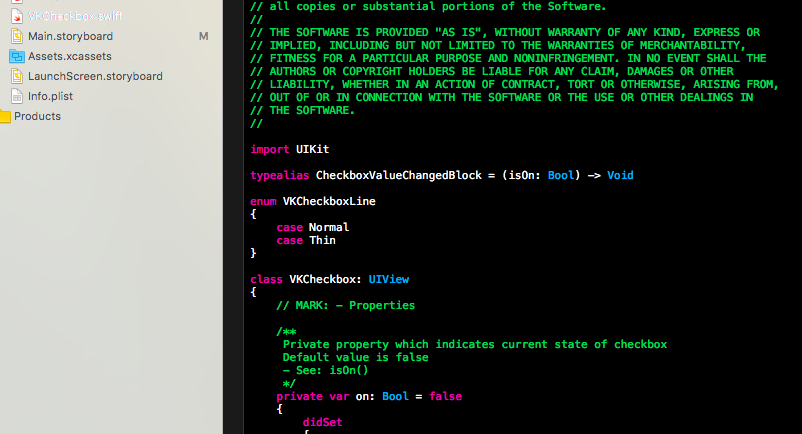 VKCheckbox.swift
Main.storyboard M
Assets.xcassets
LaunchScreen.storyboard
Info.plist
Products
// all copies or substantial portions of the Software.
//
// THE SOFTWARE IS PROVIDED "AS IS", WITHOUT WARRANTY OF ANY KIND, EXPRESS OR
// IMPLIED, INCLUDING BUT NOT LIMITED TO THE WARRANTIES OF MERCHANTABILITY,
// FITNESS FOR A PARTICULAR PURPOSE AND NONINFRINGEMENT. IN NO EVENT SHALL THE
// AUTHORS OR COPYRIGHT HOLDERS BE LIABLE FOR ANY CLAIM, DAMAGES OR OTHER
// LIABILITY, WHETHER IN AN ACTION OF CONTRACT, TORT OR OTHERWISE, ARISING FROM,
// OUT OF OR IN CONNECTION WITH THE SOFTWARE OR THE USE OR OTHER DEALINGS IN
// THE SOFTWARE.
//
import UIKit
typealias CheckboxValueChangedBlock = (isOn: Bool) -> Void
enum VKCheckboxLine
{
case Normal
case Thin
}
class VKCheckbox: UIView
{
// MARK: - Properties
/**
Private property which indicates current state of checkbox
Default value is false
- See: isOn()
*/
private var on: Bool = false
{
didSet
{